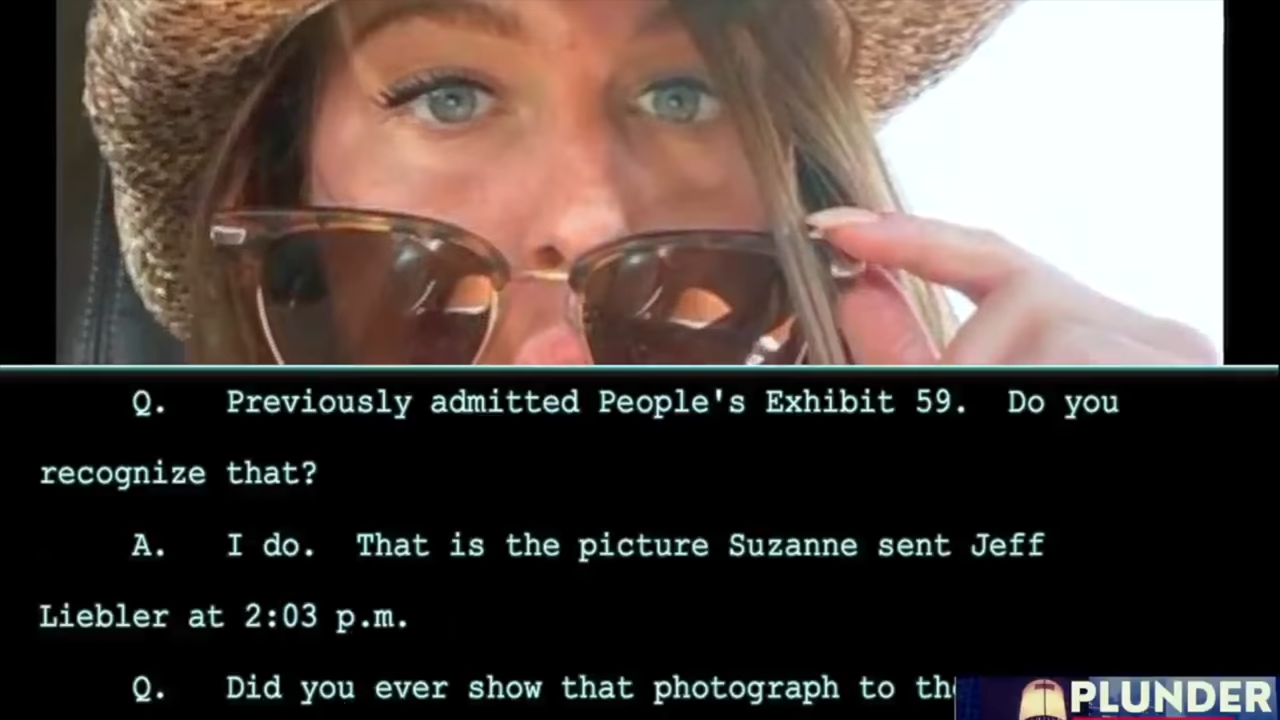 Q. Previously admitted People's Exhibit 59. Do you
recognize that?
A. I do. That is the picture Suzanne sent Jeff
Liebler at 2:03 p.m.
Q. Did you ever show that photograph to
PLUNDER